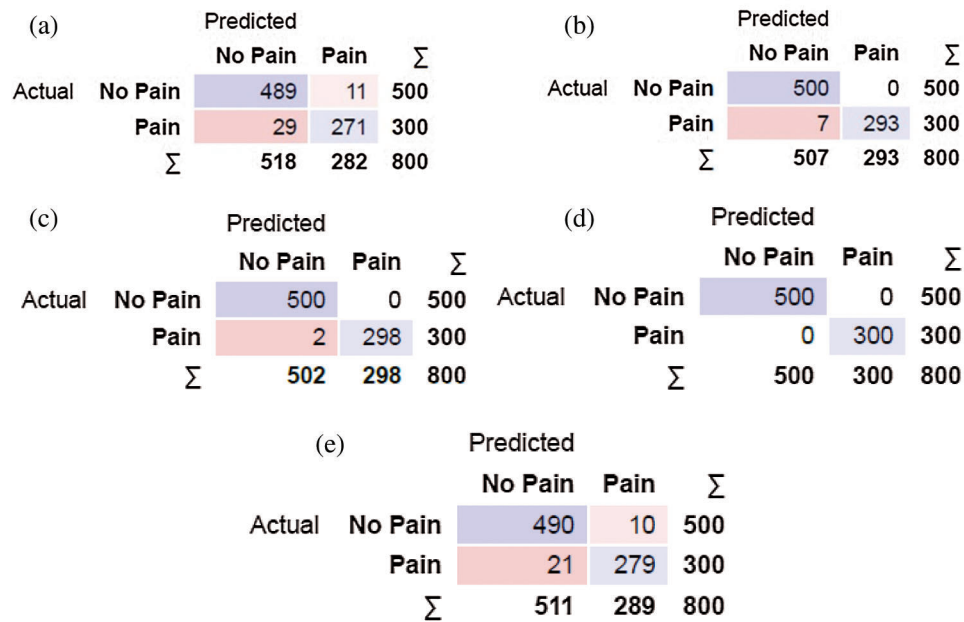 (a)
Predicted
No Pain Pain ∑
Actual No Pain 489 11 500
Pain 29 271 300
∑ 518 282 800
(b)
Predicted
No Pain Pain ∑
Actual No Pain 500 0 500
Pain 7 293 300
∑ 507 293 800
(c)
Predicted
No Pain Pain ∑
Actual No Pain 500 0 500
Pain 2 298 300
∑ 502 298 800
(d)
Predicted
No Pain Pain ∑
Actual No Pain 500 0 500
Pain 0 300 300
∑ 500 300 800
(e)
Predicted
No Pain Pain ∑
Actual No Pain 490 10 500
Pain 21 279 300
∑ 511 289 800